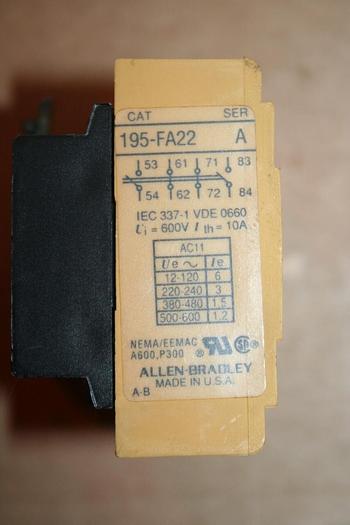 CAT SER
195-FA22 A
53 61 71 83
54 62 72 84
IEC 337-1 VDE 0660
Ui = 600V Ith = 10A
AC11
Ue ~ Ie
12-120 6
220-240 3
380-480 1.5
500-600 1.2
NEMA/EEMAC
A600,P300 ® UR SA ®
ALLEN-BRADLEY
MADE IN U.S.A.
A-B